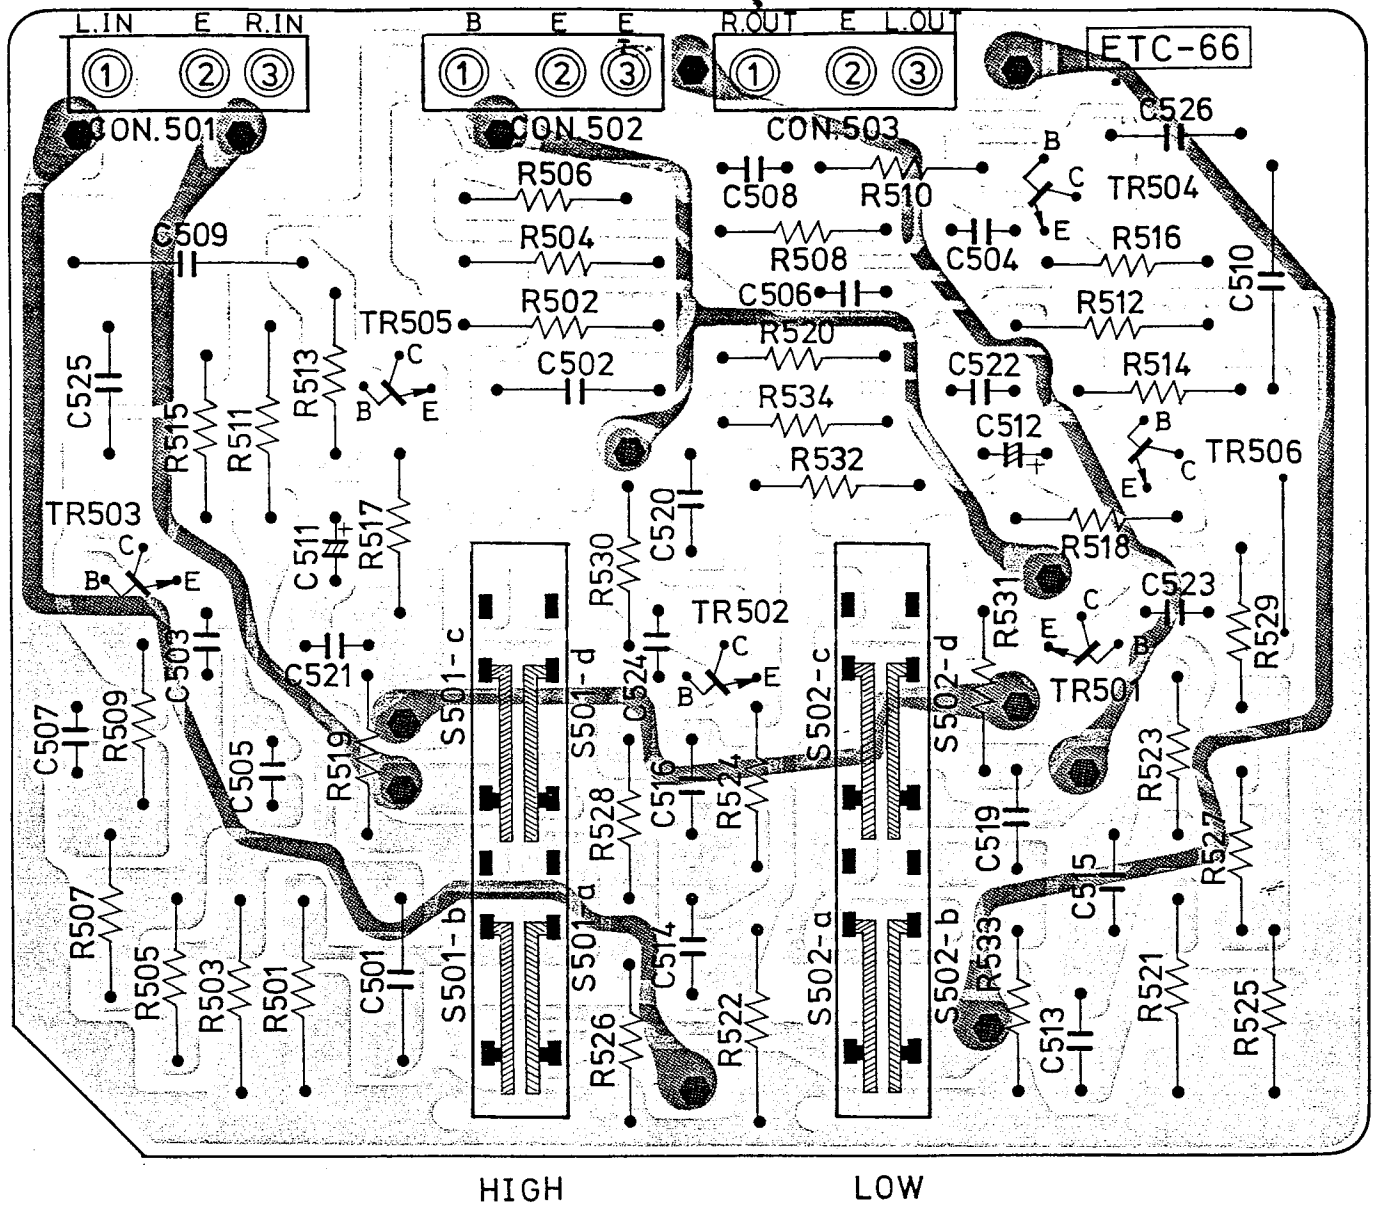 L.IN E R.IN B E E R.OUT E L.OUT
1 2 3 1 2 3 1 2 3 ETC-66
CON.501 CON.502 CON.503 C526
B
R506 C508 R510 C TR504
C509 R504 R508 C504 E R516 C510
R502 C506 R512
TR505 R520
C525 R513 C C502 C522 R514
B E R534
R515 R511 C512 + B
R532 C TR506
TR503 C511 + R517 C520 E
C R518
B E R530 C523
TR502 R531 C
C503 C521 S501-c S501-d C524 C S502-c S502-d E B R529
B E TR501
C507 R509 C505 R519 C516 R524 R523
R528 C519 R527
C515
R507 R505 R503 R501 C501 S501-b S501-a C514 S502-a S502-b R533 R521 R525
R526 R522 C513
HIGH LOW